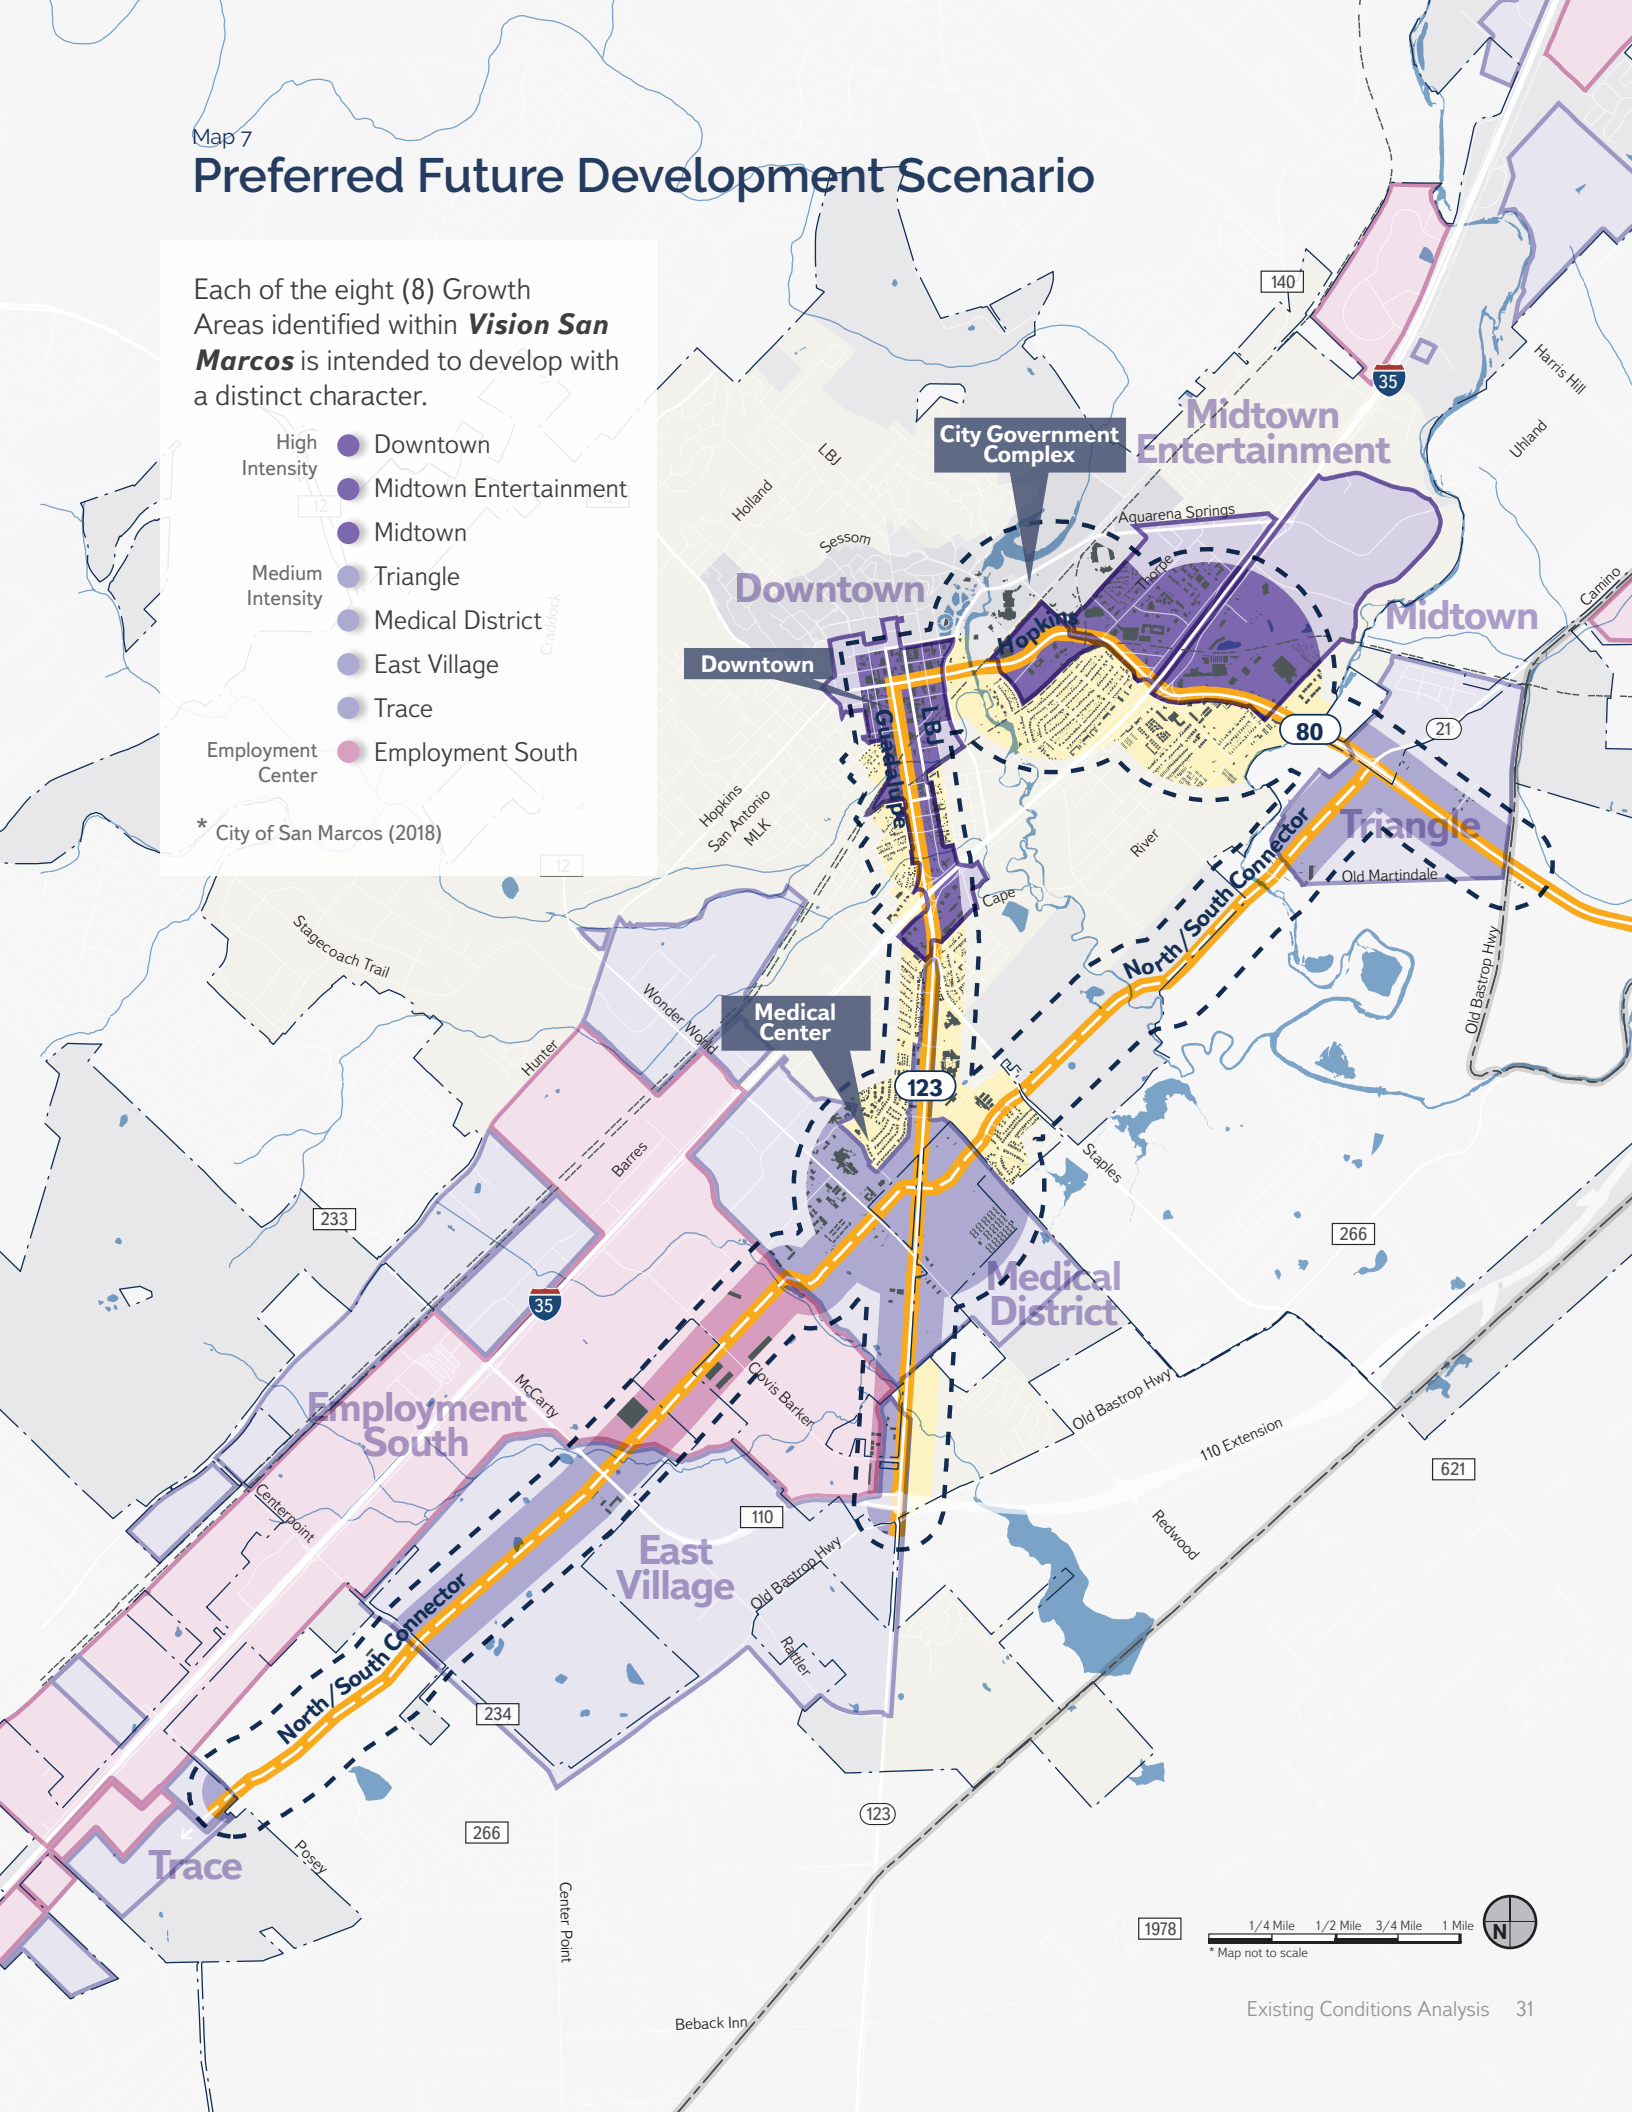 Map 7
Preferred Future Development Scenario
Each of the eight (8) Growth
Areas identified within Vision San
Marcos is intended to develop with
a distinct character.
High
Intensity
Downtown
Midtown Entertainment
Midtown
Medium
Intensity
Triangle
Medical District
East Village
Trace
Employment
Center
Employment South
* City of San Marcos (2018)
12
12
12
Craddock
140
35
Harris Hill
Uhland
Midtown
Entertainment
City Government
Complex
LBJ
Holland
Sessom
Aquarena Springs
Thorpe
Camino
Downtown
Midtown
Hopkins
Downtown
Guadalupe
LBJ
80
21
Hopkins
San Antonio
MLK
River
Triangle
Old Martindale
North/South Connector
Cape
Stagecoach Trail
Old Bastrop Hwy
Wonder World
Medical
Center
Hunter
123
Barres
Staples
233
266
35
Medical
District
McCarty
Clovis Barker
Old Bastrop Hwy
Employment
South
110 Extension
621
Centerpoint
110
Redwood
East
Village
Old Bastrop Hwy
North/South Connector
Rattler
234
123
266
Trace
Posey
Center Point
1978
1/4 Mile 1/2 Mile 3/4 Mile 1 Mile
N
* Map not to scale
Existing Conditions Analysis 31
Beback Inn